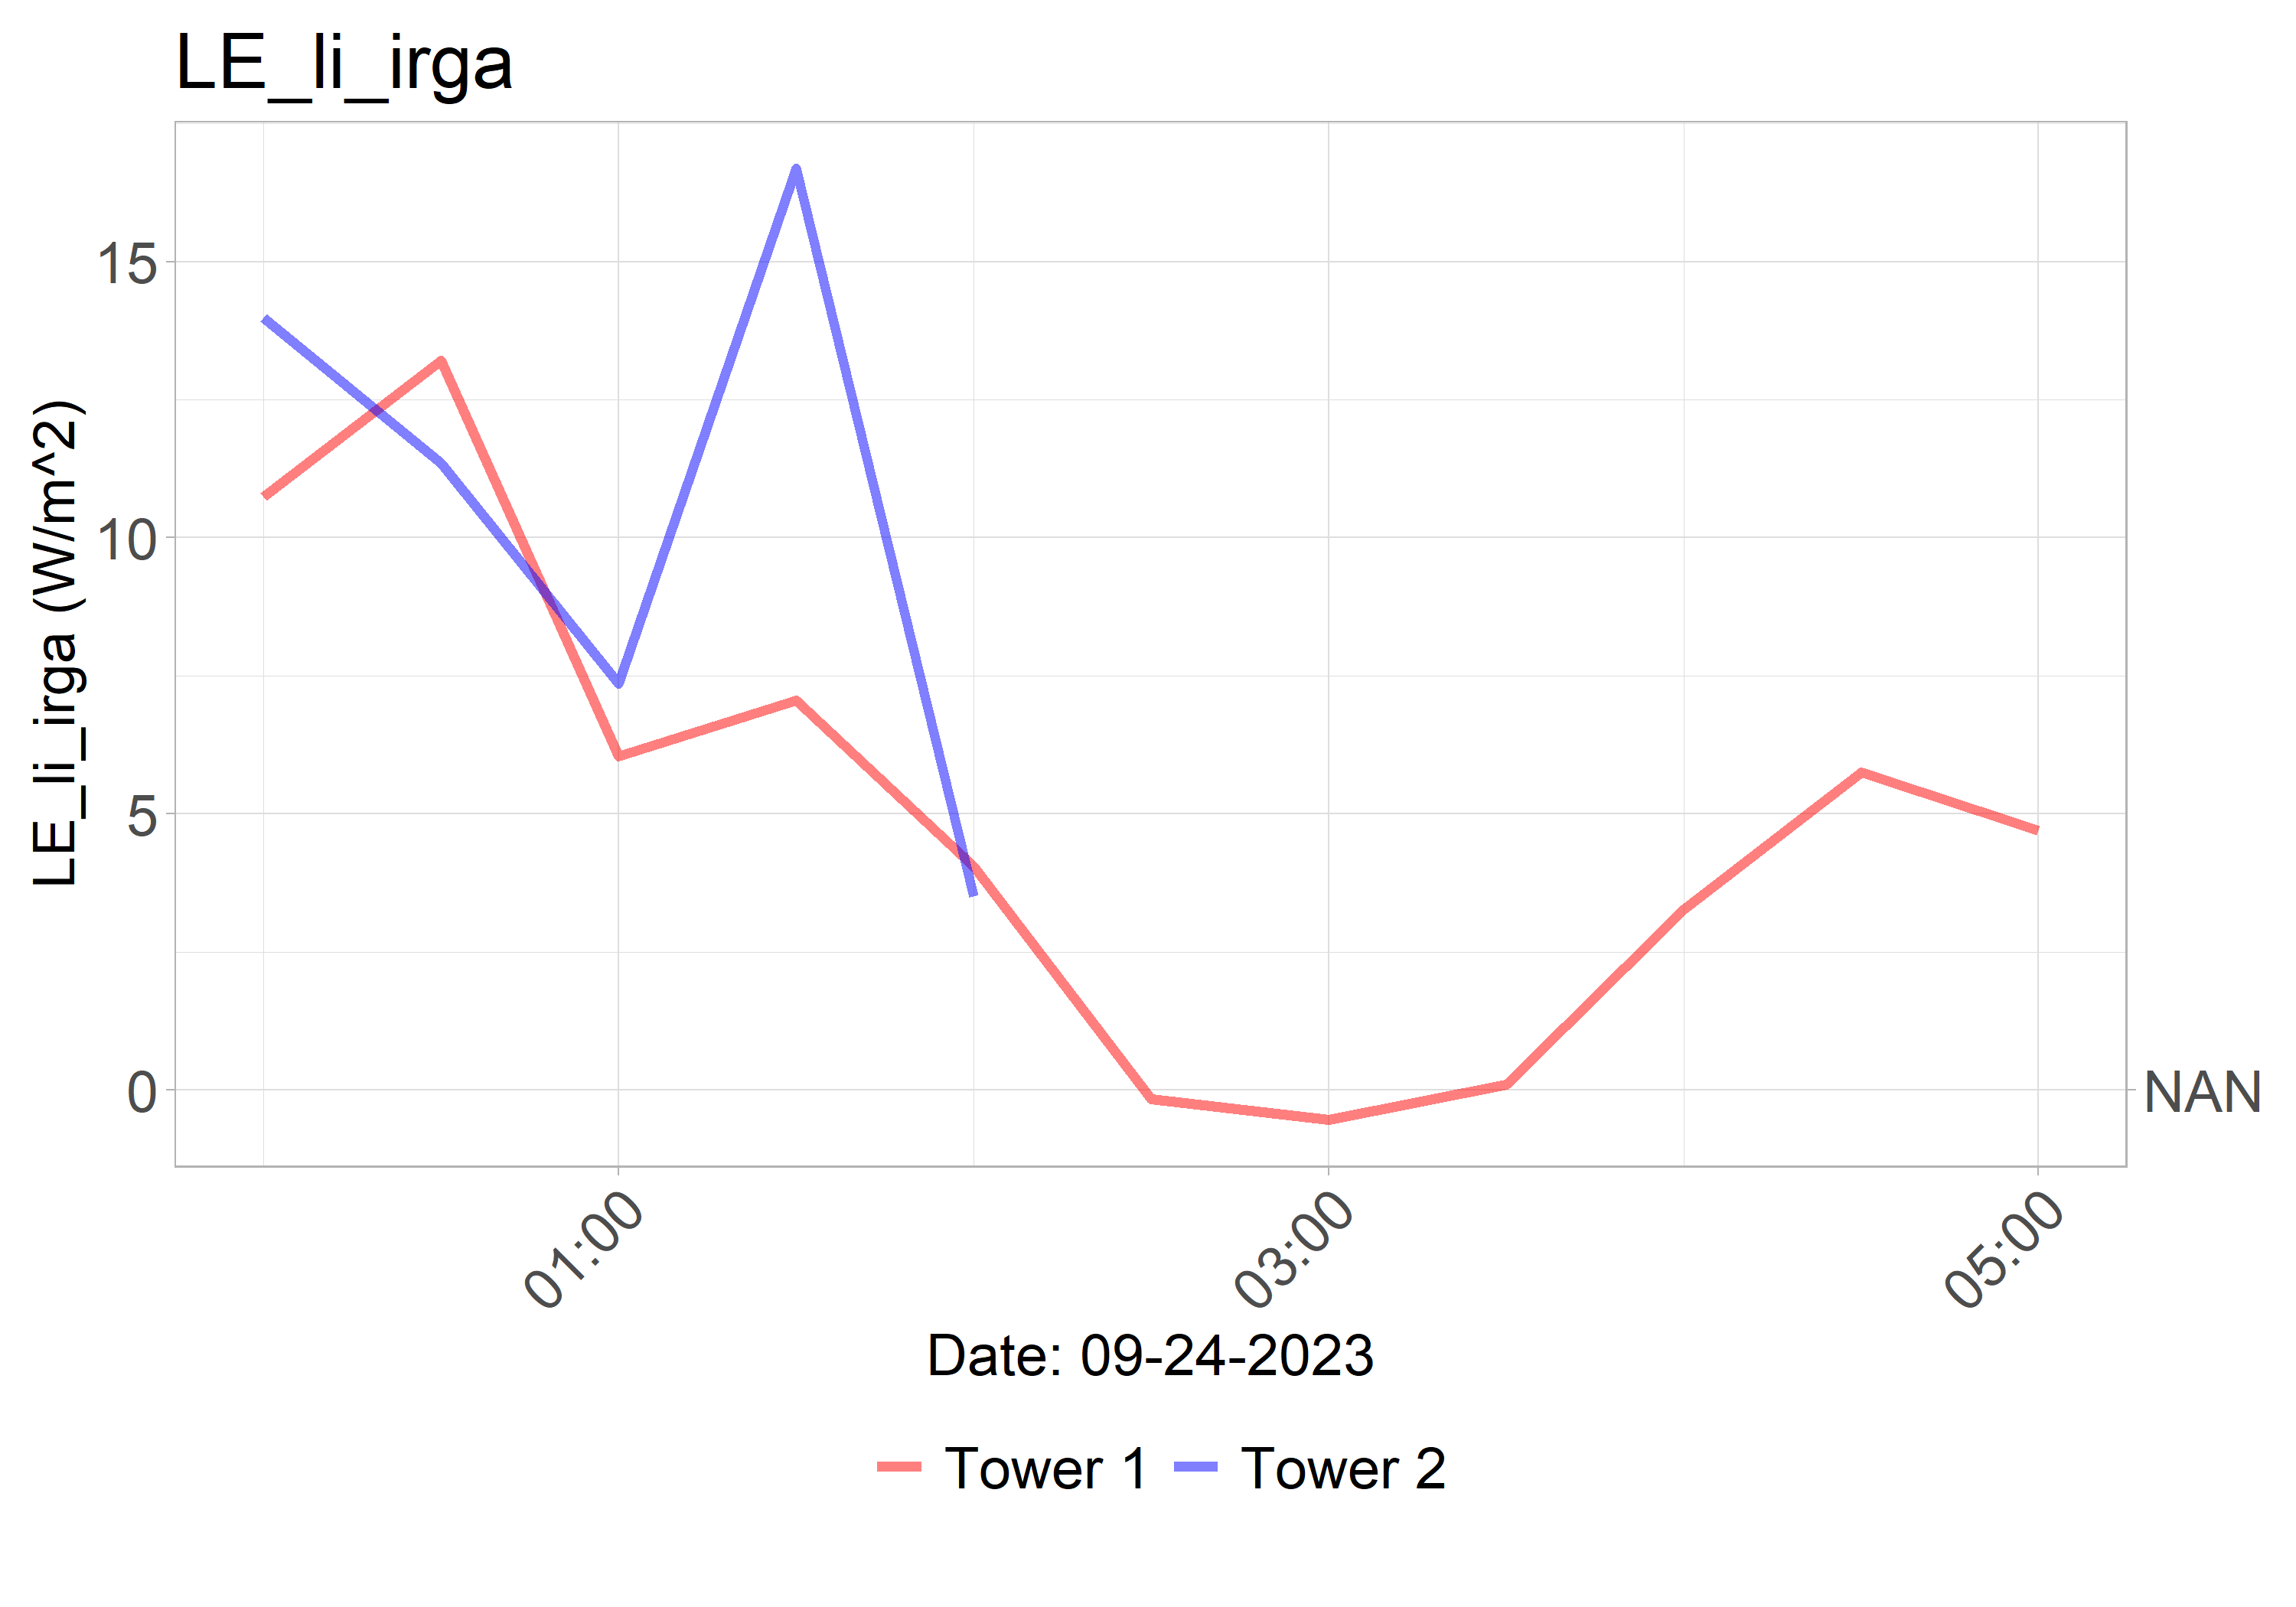 LE_li_irga
LE_li_irga (W/m^2)
15
10
5
0
NAN
01:00
03:00
05:00
Date: 09-24-2023
Tower 1
Tower 2